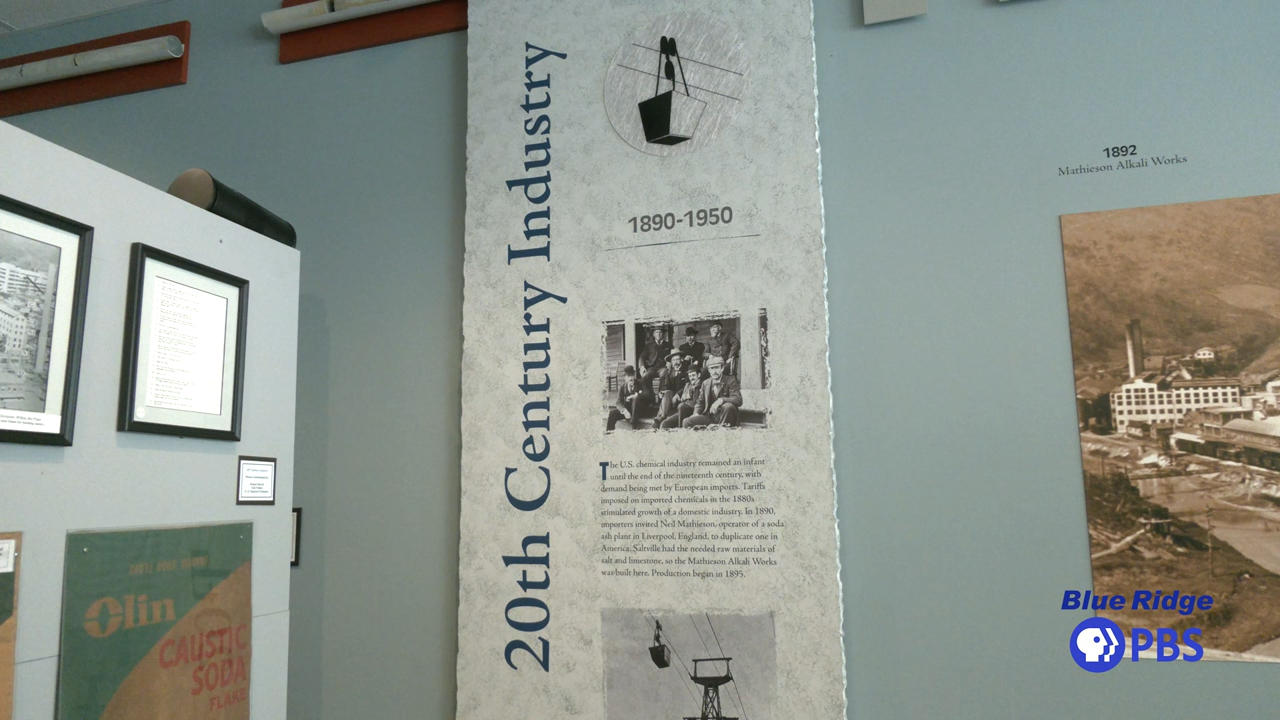 20th Century Industry
1890-1950
The U.S. chemical industry remained an infant
until the end of the nineteenth century, with
demand being met by European imports. Tariffs
imposed on imported chemicals in the 1880s
stimulated growth of a domestic industry. In 1890,
importers invited Neil Mathieson, operator of a soda
ash plant in Liverpool, England, to duplicate one in
America. Saltville had the needed raw materials of
salt and limestone, so the Mathieson Alkali Works
was built here. Production began in 1895.
1892
Mathieson Alkali Works
Olin
CAUSTIC
SODA
FLAKE
Blue Ridge
PBS